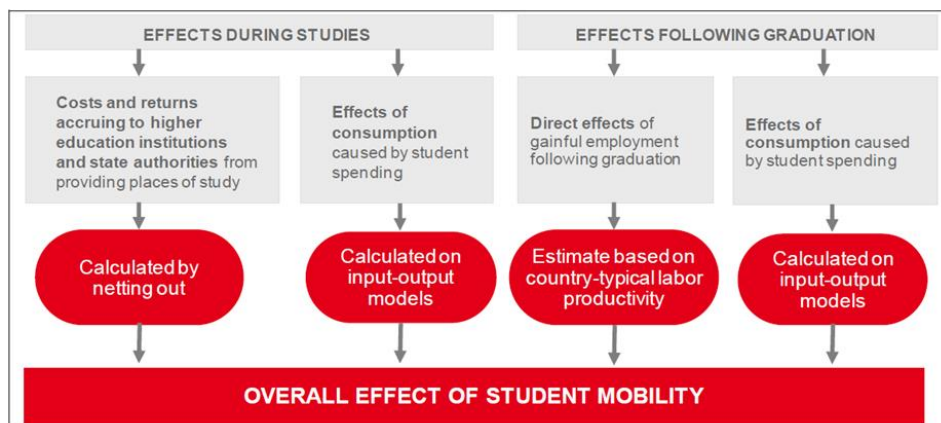 EFFECTS DURING STUDIES
EFFECTS FOLLOWING GRADUATION
Costs and returns
accruing to higher
education institutions
and state authorities from
providing places of study
Effects of
consumption
caused by student
spending
Direct effects of
gainful employment
following graduation
Effects of
consumption caused
by student spending
Calculated by
netting out
Calculated on
input-output
models
Estimate based on
country-typical labor
productivity
Calculated on
input-output
models
OVERALL EFFECT OF STUDENT MOBILITY